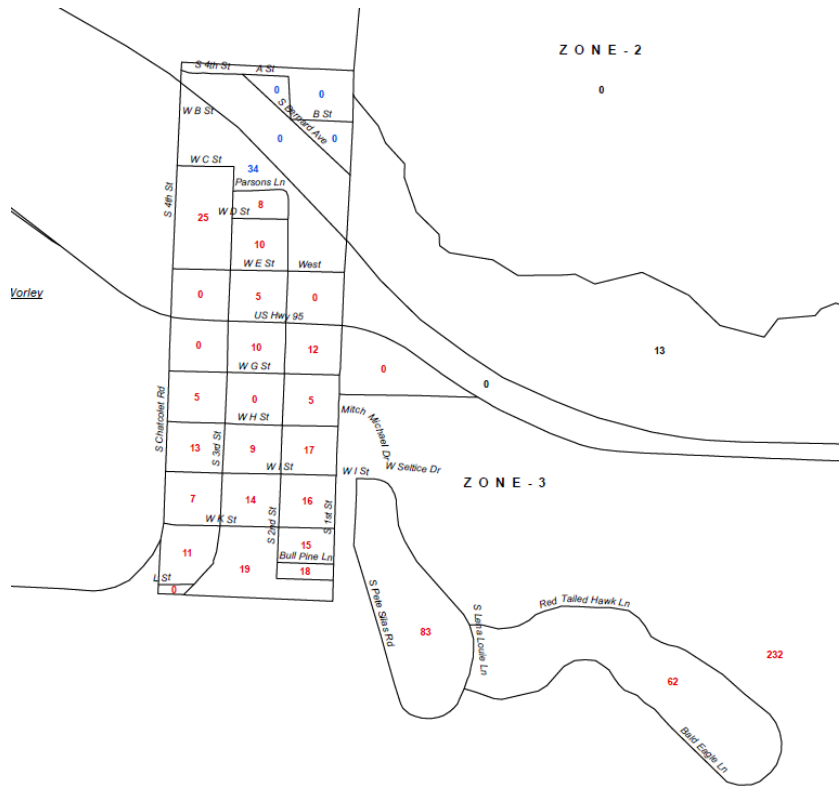 ZONE-2
0
S 4th St
A St
0
0
W B St
S Bernard Ave
B St
0
0
W C St
34
Parsons Ln
S 4th St
8
W D St
25
10
W E St
West
Worley
0
5
0
US Hwy 95
0
10
12
13
W G St
0
0
5
0
5
S Chatcolet Rd
Mitch Michael Dr
W H St
S 3rd St
13
9
17
W I St
W I St
W Seltice Dr
ZONE-3
7
14
16
S 2nd St
S 1st St
W K St
15
11
Bull Pine Ln
L St
19
18
0
S Pete Silas Rd
83
S Lena Louie Ln
Red Tailed Hawk Ln
62
232
Bald Eagle Ln